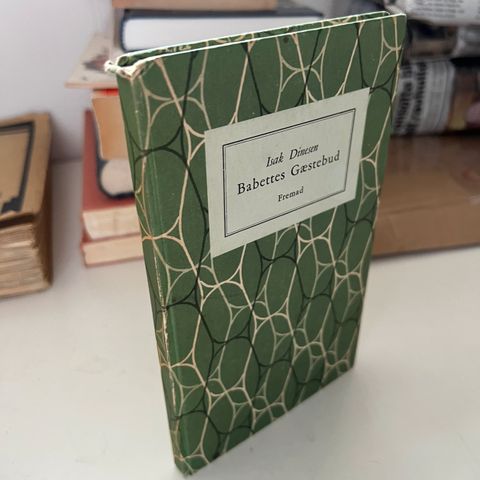 Isak Dinesen
Babettes Gæstebud
Fremad